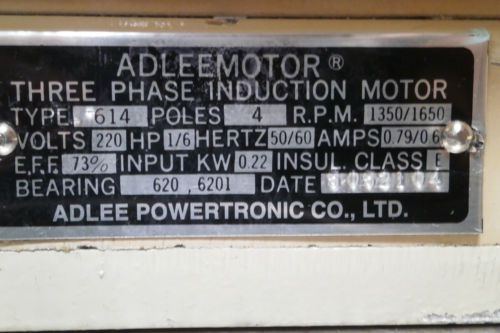 ADLEEMOTOR®
THREE PHASE INDUCTION MOTOR
TYPE 614 POLES 4 R.P.M. 1350/1650
VOLTS 220 HP 1/6 HERTZ 50/60 AMPS 0.79/0.6
E.F.F. 73% INPUT KW 0.22 INSUL. CLASS E
BEARING 620 , 6201 DATE
ADLEE POWERTRONIC CO., LTD.